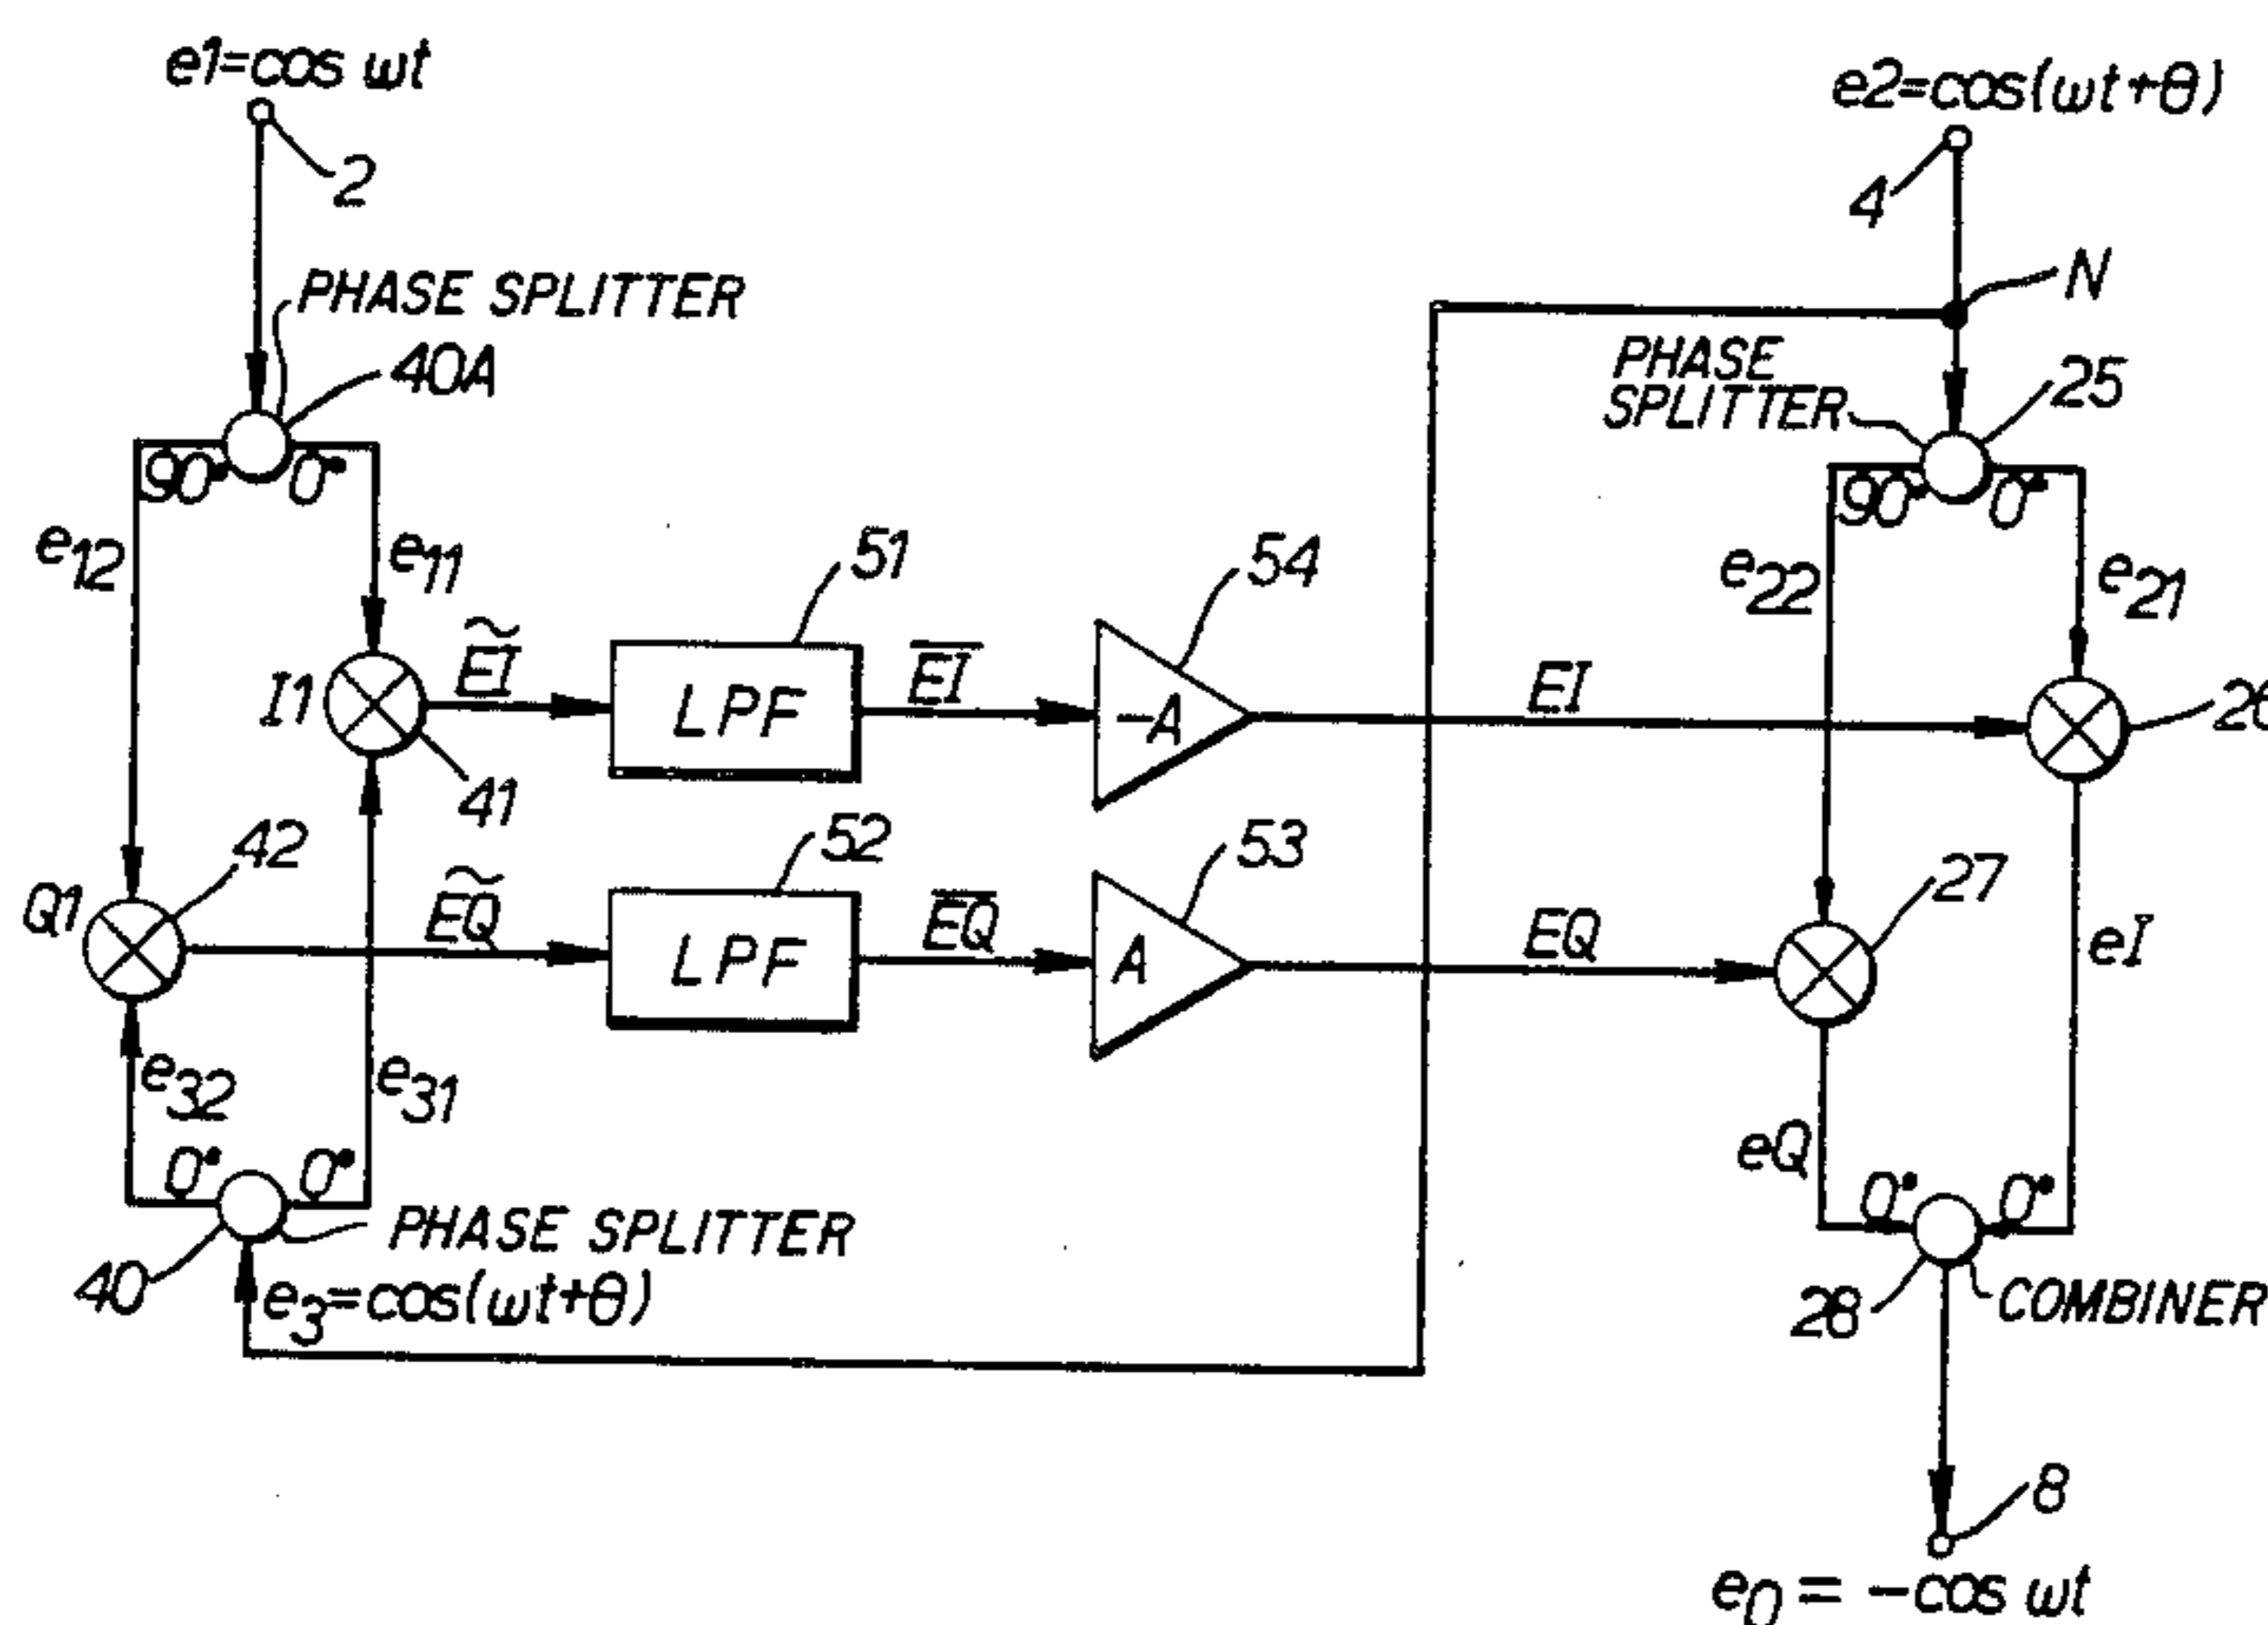 e1=cos ωt
2
PHASE SPLITTER
40A
90°
0°
e12
e11
I1
41
ẼI
51
LPF
E̅I̅
54
-A
EI
42
Q1
ẼQ
52
LPF
E̅Q̅
53
A
EQ
e32
e31
0°
0°
PHASE SPLITTER
40
e3=cos(ωt+θ)
e2=cos(ωt+θ)
4
N
PHASE
SPLITTER
25
90°
0°
e22
e21
27
eI
eQ
0°
0°
28
COMBINER
8
e0 = -cos ωt